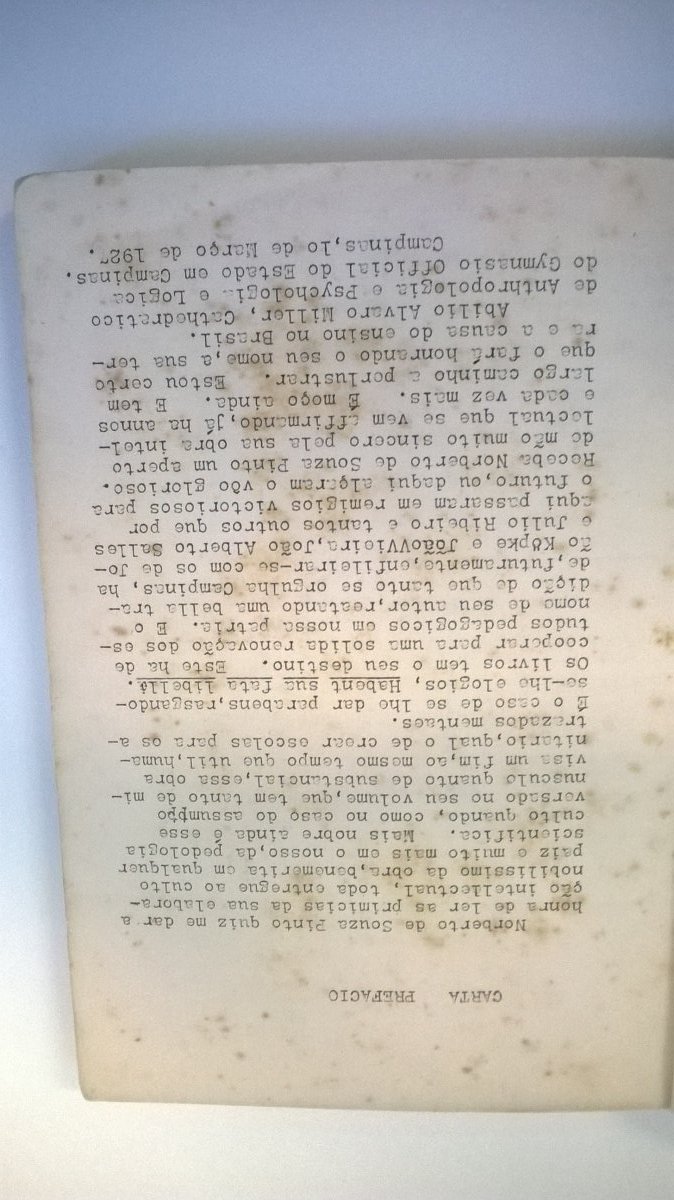 CARTA PREFACIO
Norberto de Souza Pinto quiz me dar a
honra de ler as primicias da sua elabora-
ção intellectual, toda entregue ao culto
nobilissimo da obra,benemerita em qualquer
paiz e muito mais em o nosso,da pedologia
scientifica. Mais nobre ainda é esse
culto quando, como no caso do assumppo
versado no seu volume,que tem tanto de mi-
nusculo quanto de substancial,essa obra
visa um fim,ao mesmo tempo que util,huma-
nitario,qual o de crear escolas para os a-
trazados mentaes.
É o caso de se lhe dar parabens,rasgando-
se-lhe elogios, Habent sua fata libelli.
Os livros tem o seu destino. Este ha de
cooperar para uma solida renovação dos es-
tudos pedagogicos em nossa patria. E o
nome de seu autor,reatando uma bella tra-
dição de que tanto se orgulha Campinas, ha
de,futuramente,enfileirar-se com os de Jo-
ão Köpke e JoãoVVieira,João Alberto Salles
e Julio Ribeiro e tantos outros que por
aqui passaram em remigios victoriosos para
o futuro,ou daqui alçaram o vôo glorioso.
Receba Norberto de Souza Pinto um aperto
de mão muito sincero pela sua obra intel-
lectual que se vem affirmando,já ha annos
e cada vez mais. É moço ainda. E tem
largo caminho a perlustrar. Estou certo
que o fará honrando o seu nome,a sua ter-
ra e a causa do ensino no Brasil.
Abilio Alvaro Milller, Cathedratico
de Anthropologia e Psychologia e Logica
do Gymnasio Official do Estado em Campinas.
Campinas,1o de Março de 1927.